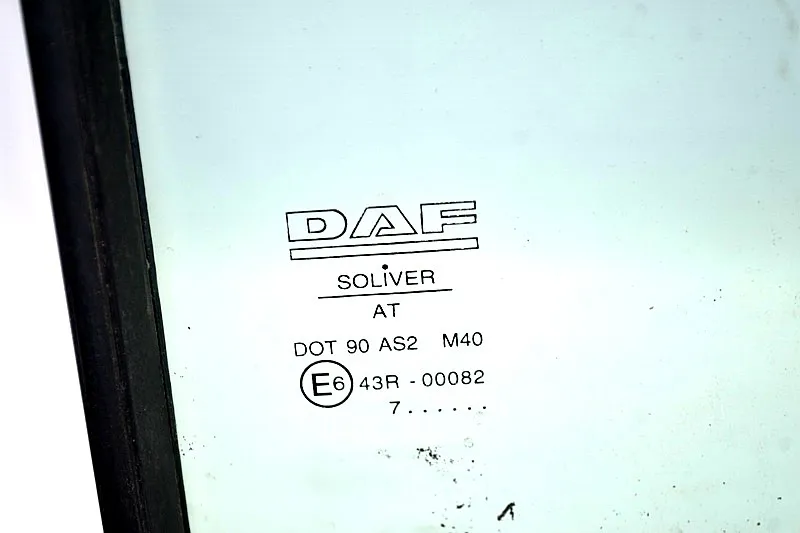 DAF
SOLiVER
AT
DOT 90 AS2 M40
E6 43R - 00082
7......